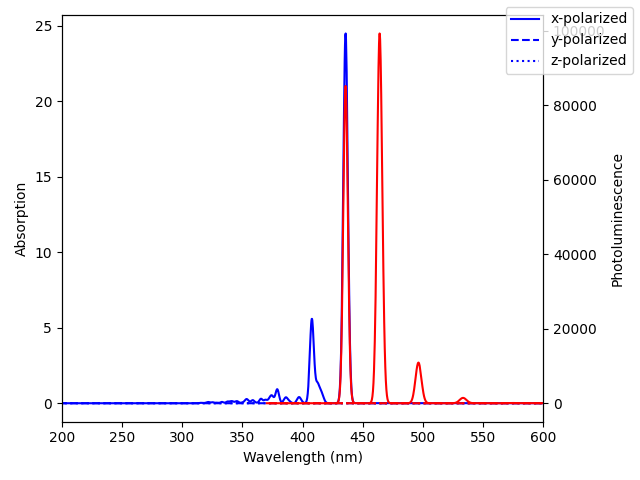 x-polarized
y-polarized
z-polarized
25
20
15
10
5
0
Absorption
100000
80000
60000
40000
20000
0
Photoluminescence
200 250 300 350 400 450 500 550 600
Wavelength (nm)